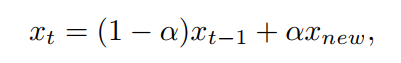 x_t = (1 − α)x_{t−1} + αx_{new},